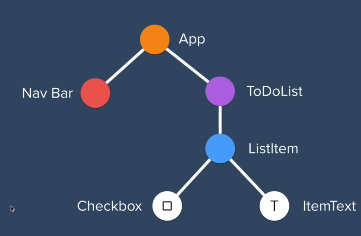 App
Nav Bar
ToDoList
ListItem
Checkbox
T
ItemText